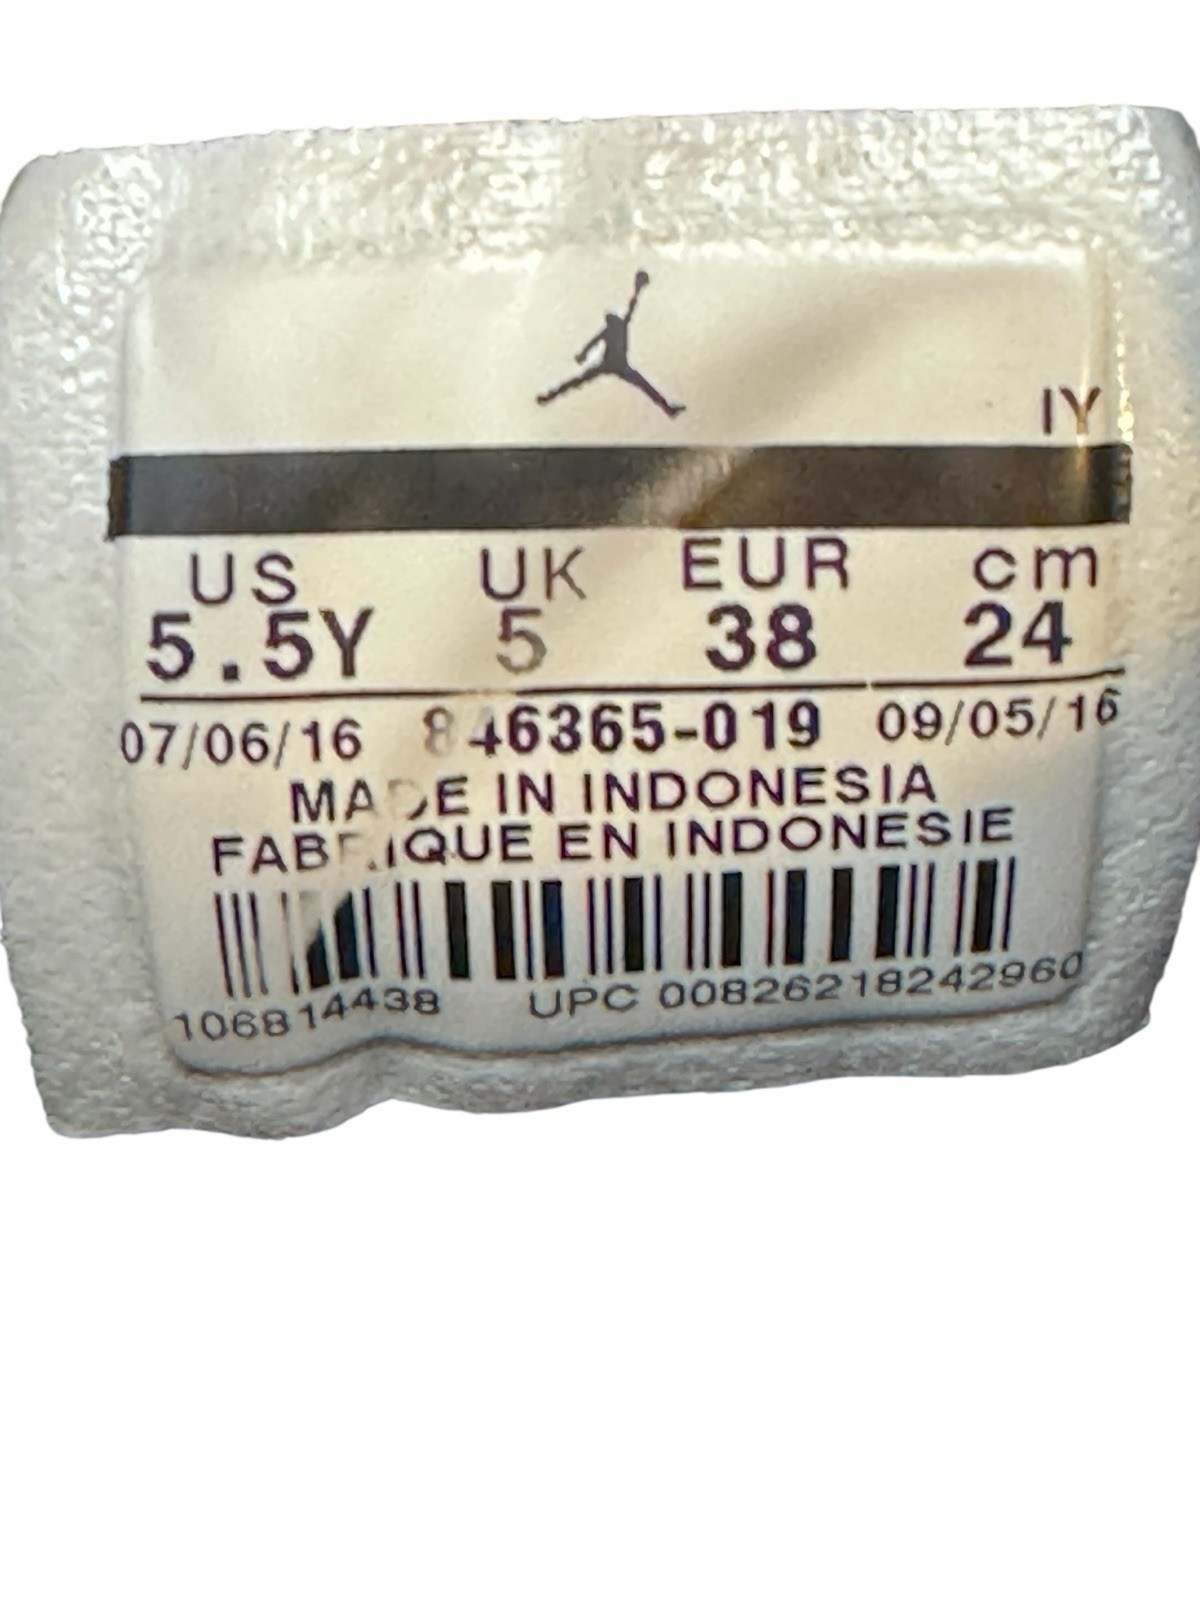 IY
US UK EUR cm
5.5Y 5 38 24
07/06/16 846365-019 09/05/16
MADE IN INDONESIA
FABRIQUE EN INDONESIE
106814438 UPC 00826218242960